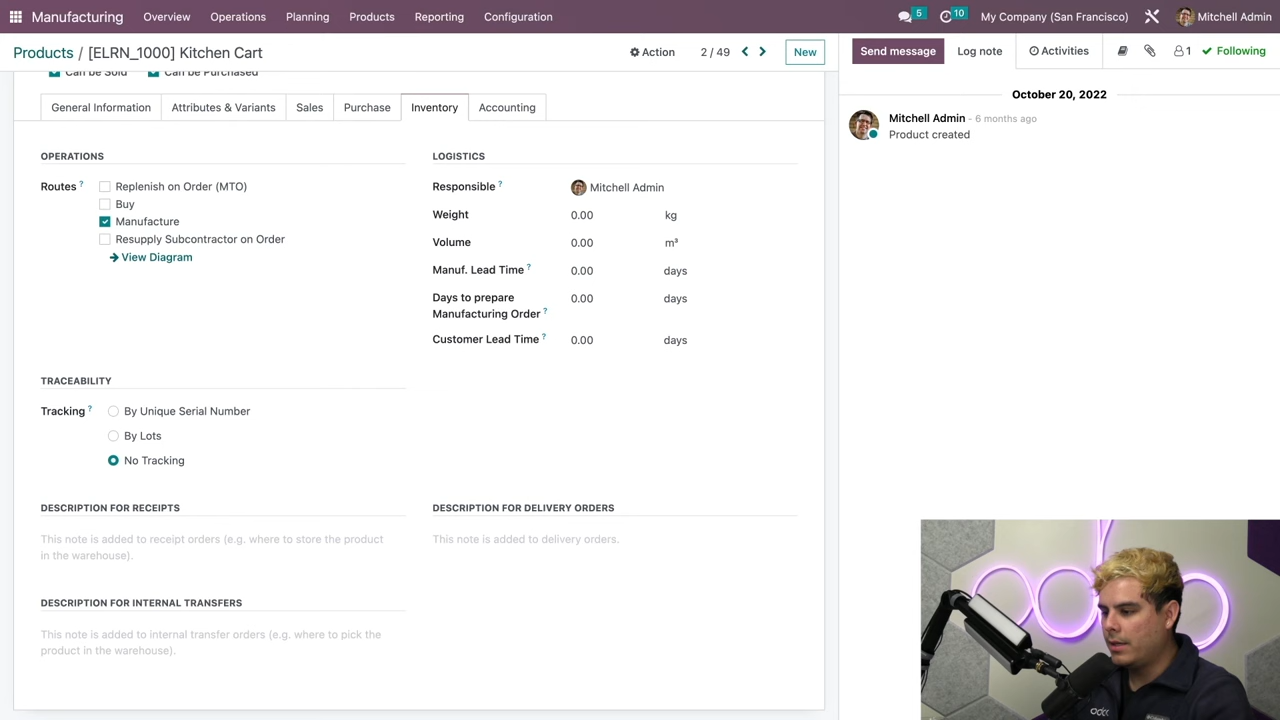 Manufacturing Overview Operations Planning Products Reporting Configuration 5 10 My Company (San Francisco) Mitchell Admin
Products / [ELRN_1000] Kitchen Cart Action 2 / 49 New Send message Log note Activities 1 Following
Can be Sold Can be Purchased
General Information Attributes & Variants Sales Purchase Inventory Accounting
October 20, 2022
Mitchell Admin - 6 months ago
Product created
OPERATIONS
Routes ?
Replenish on Order (MTO)
Buy
Manufacture
Resupply Subcontractor on Order
View Diagram
LOGISTICS
Responsible ? Mitchell Admin
Weight 0.00 kg
Volume 0.00 m³
Manuf. Lead Time ? 0.00 days
Days to prepare
Manufacturing Order ? 0.00 days
Customer Lead Time ? 0.00 days
TRACEABILITY
Tracking ?
By Unique Serial Number
By Lots
No Tracking
DESCRIPTION FOR RECEIPTS
This note is added to receipt orders (e.g. where to store the product
in the warehouse).
DESCRIPTION FOR DELIVERY ORDERS
This note is added to delivery orders.
DESCRIPTION FOR INTERNAL TRANSFERS
This note is added to internal transfer orders (e.g. where to pick the
product in the warehouse).
odoo